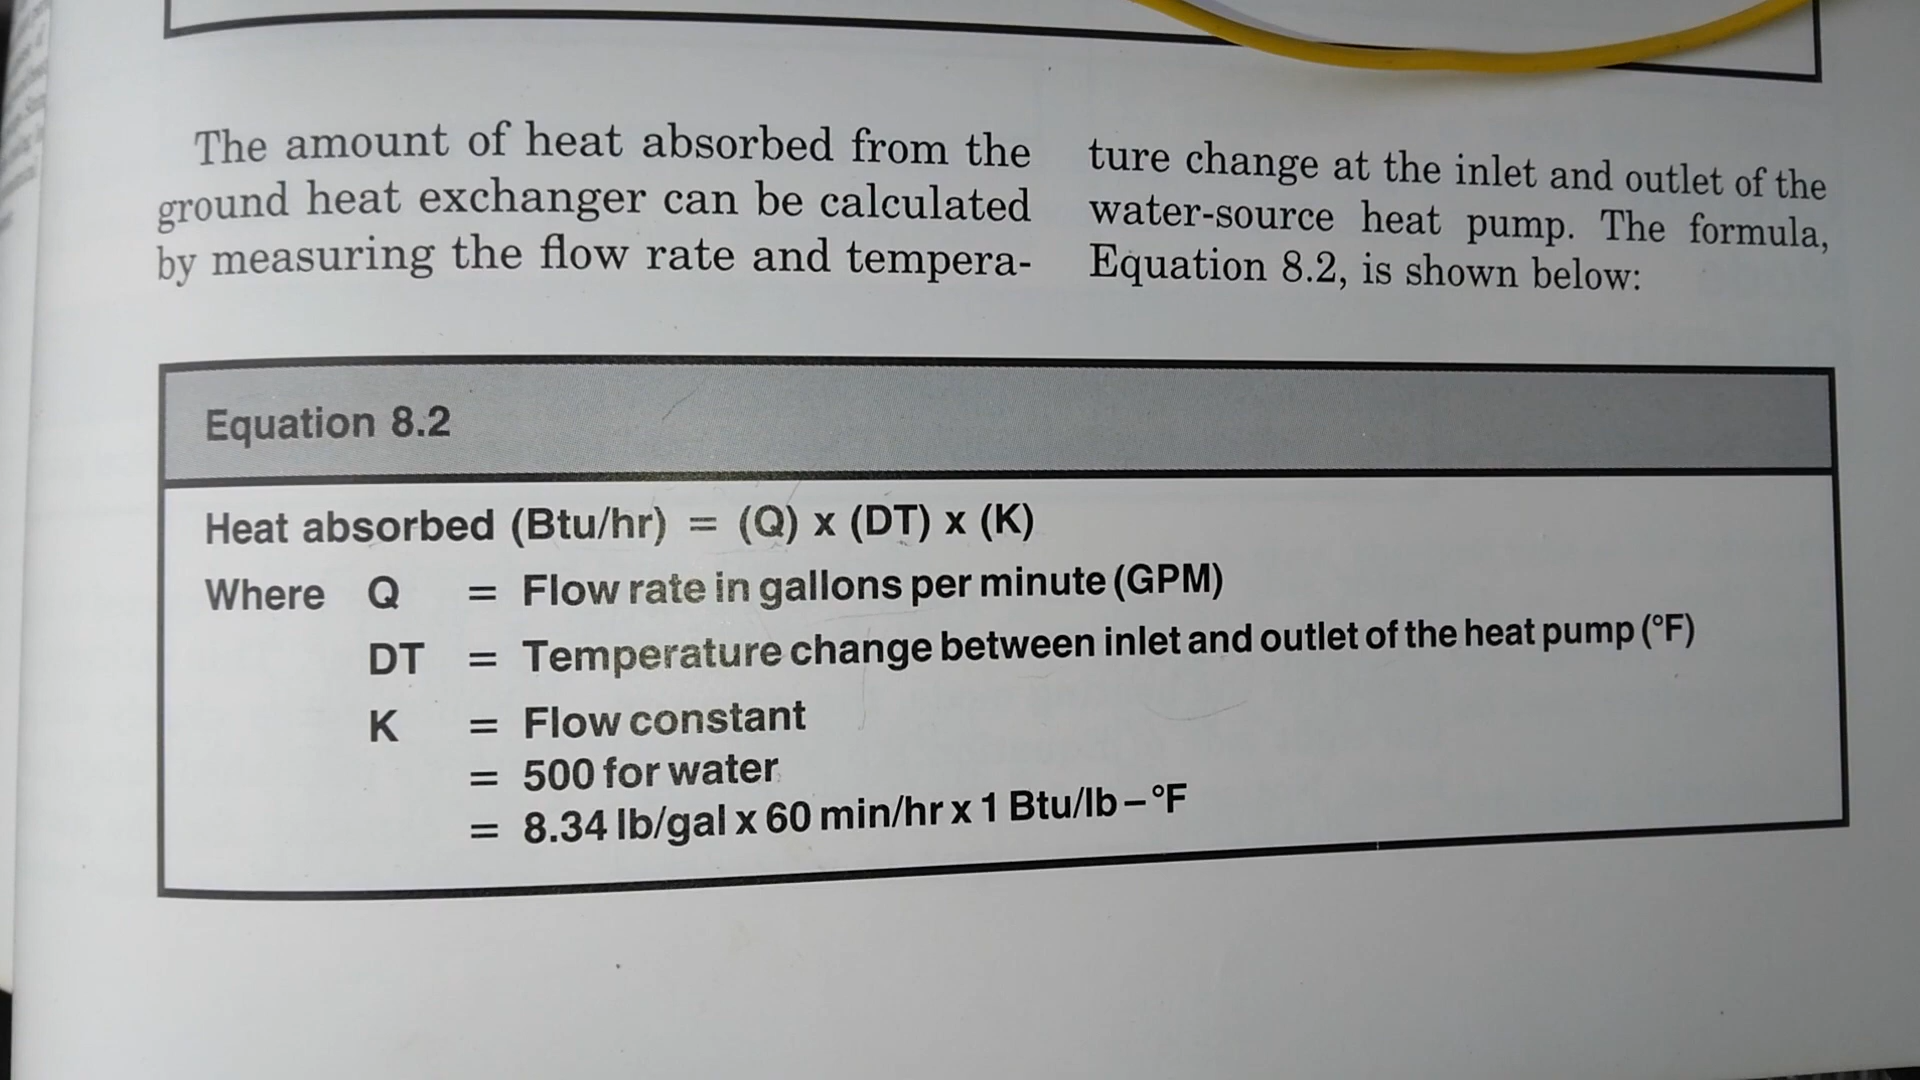 The amount of heat absorbed from the
ground heat exchanger can be calculated
by measuring the flow rate and tempera-
ture change at the inlet and outlet of the
water-source heat pump. The formula,
Equation 8.2, is shown below:
Equation 8.2
Heat absorbed (Btu/hr) = (Q) x (DT) x (K)
Where Q = Flow rate in gallons per minute (GPM)
DT = Temperature change between inlet and outlet of the heat pump (°F)
K = Flow constant
= 500 for water
= 8.34 lb/gal x 60 min/hr x 1 Btu/lb – °F